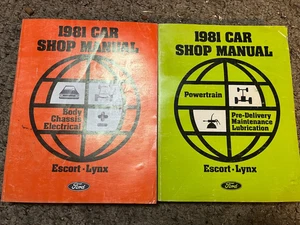 1981 CAR
SHOP MANUAL
Body
Chassis
Electrical
Escort·Lynx
Ford
1981 CAR
SHOP MANUAL
Powertrain
Pre-Delivery
Maintenance
Lubrication
Escort·Lynx
Ford